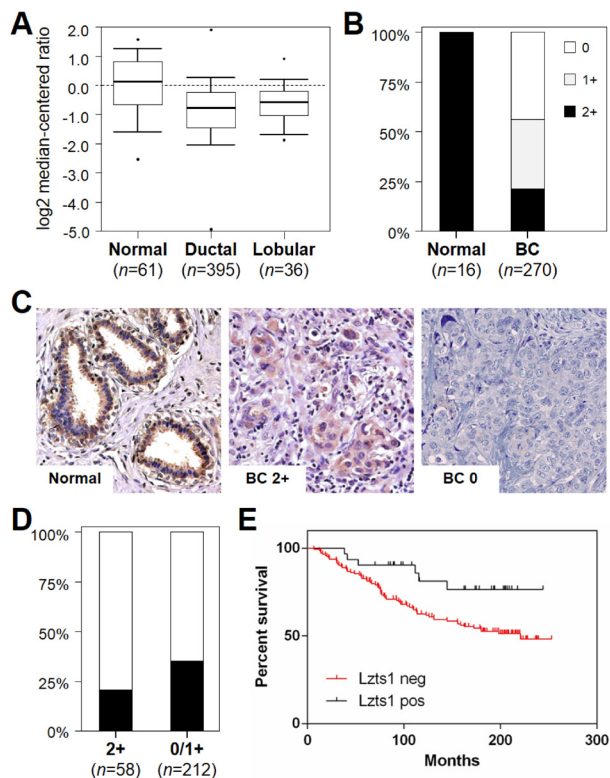 A
log2 median-centered ratio
2.0
1.0
0.0
-1.0
-2.0
-3.0
-4.0
-5.0
Normal Ductal Lobular
(n=61) (n=395) (n=36)
B
100%
75%
50%
25%
0%
0
1+
2+
Normal BC
(n=16) (n=270)
C
Normal
BC 2+
BC 0
D
100%
75%
50%
25%
0%
2+ 0/1+
(n=58) (n=212)
E
Percent survival
100
50
0
Lzts1 neg
Lzts1 pos
0 100 200 300
Months